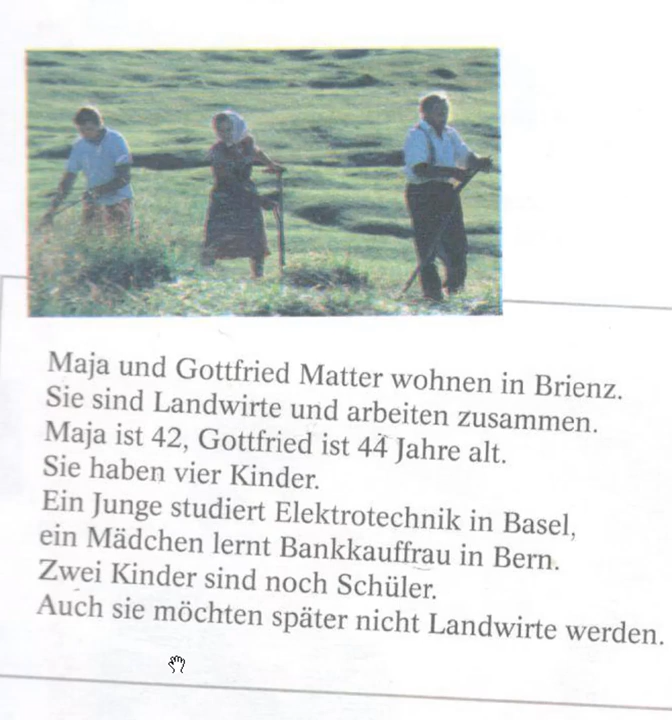 Maja und Gottfried Matter wohnen in Brienz.
Sie sind Landwirte und arbeiten zusammen.
Maja ist 42, Gottfried ist 44 Jahre alt.
Sie haben vier Kinder.
Ein Junge studiert Elektrotechnik in Basel,
ein Mädchen lernt Bankkauffrau in Bern.
Zwei Kinder sind noch Schüler.
Auch sie möchten später nicht Landwirte werden.